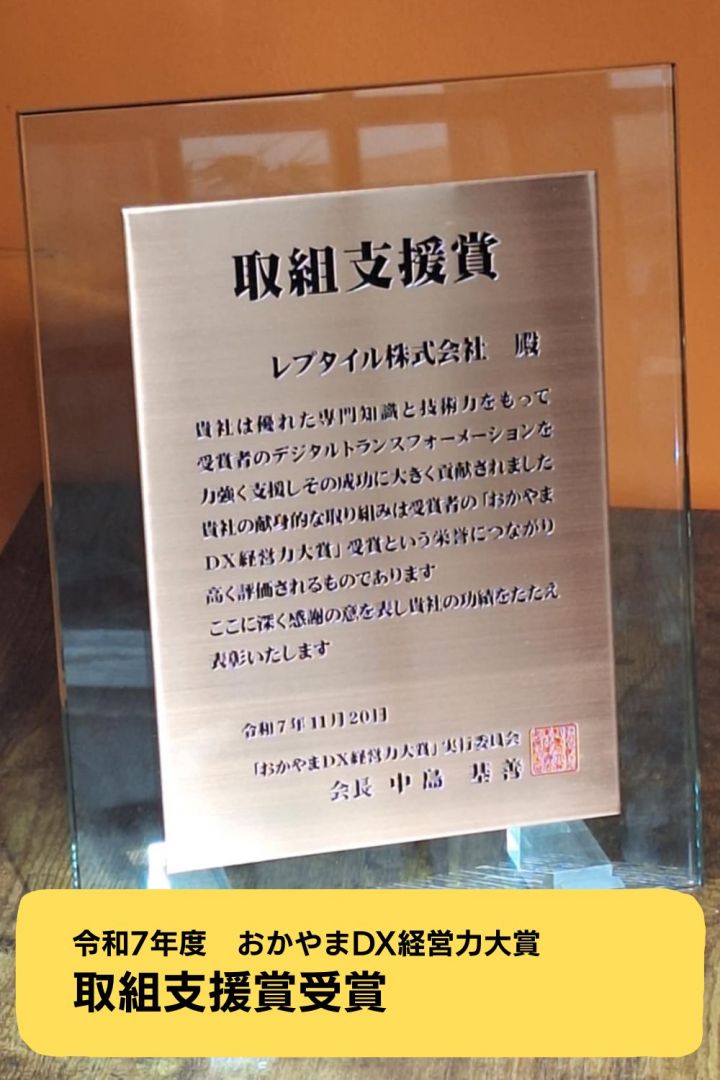 取組支援賞
レプタイル株式会社　殿
貴社は優れた専門知識と技術力をもって
受賞者のデジタルトランスフォーメーションを
力強く支援しその成功に大きく貢献されました
貴社の献身的な取り組みは受賞者の「おかやま
DX経営力大賞」受賞という栄誉につながり
高く評価されるものであります
ここに深く感謝の意を表し貴社の功績をたたえ
表彰いたします
令和7年11月20日
「おかやまDX経営力大賞」実行委員会
会長 中島　基善
令和7年度　おかやまDX経営力大賞
取組支援賞受賞